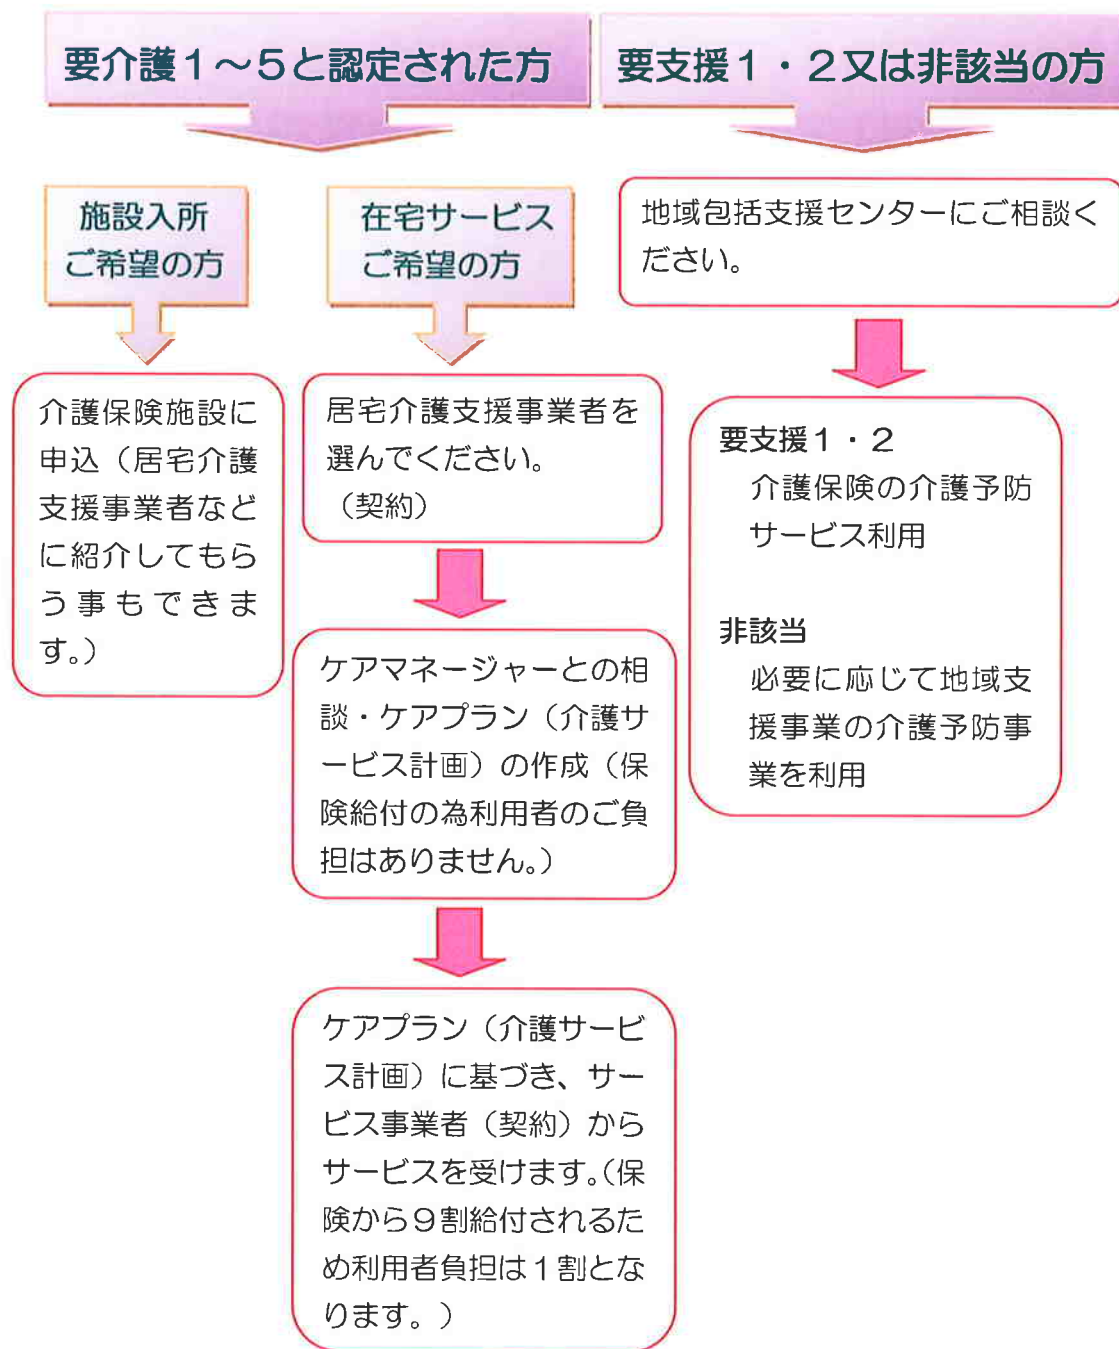 要介護１～５と認定された方
要支援１・２又は非該当の方
施設入所
ご希望の方
在宅サービス
ご希望の方
地域包括支援センターにご相談く
ださい。
介護保険施設に
申込（居宅介護
支援事業者など
に紹介してもら
う事もできま
す。）
居宅介護支援事業者を
選んでください。
（契約）
ケアマネージャーとの相
談・ケアプラン（介護サ
ービス計画）の作成（保
険給付の為利用者のご負
担はありません。）
ケアプラン（介護サービ
ス計画）に基づき、サー
ビス事業者（契約）から
サービスを受けます。（保
険から９割給付されるた
め利用者負担は１割とな
ります。）
要支援１・２
介護保険の介護予防
サービス利用
非該当
必要に応じて地域支
援事業の介護予防事
業を利用